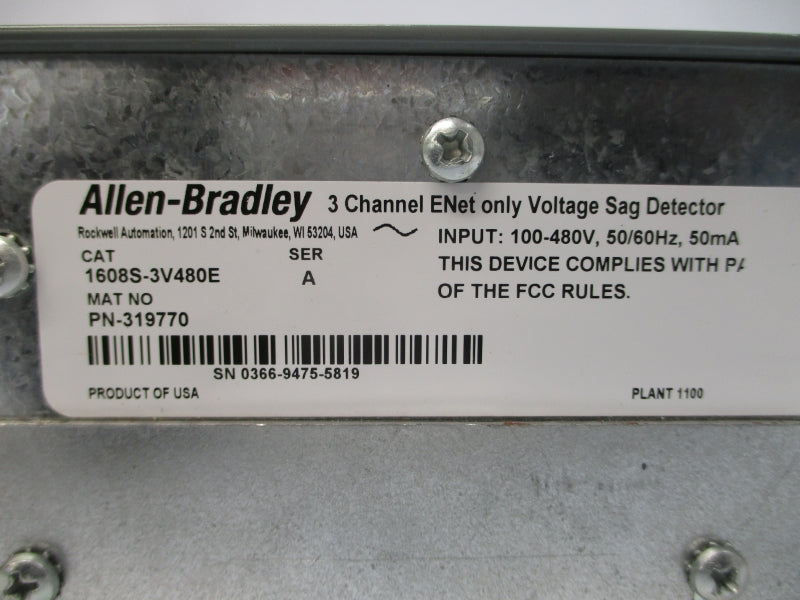 Allen-Bradley 3 Channel ENet only Voltage Sag Detector
Rockwell Automation, 1201 S 2nd St, Milwaukee, WI 53204, USA
INPUT: 100-480V, 50/60Hz, 50mA
CAT SER
THIS DEVICE COMPLIES WITH
1608S-3V480E A
OF THE FCC RULES.
MAT NO
PN-319770
SN 0366-9475-5819
PRODUCT OF USA PLANT 1100